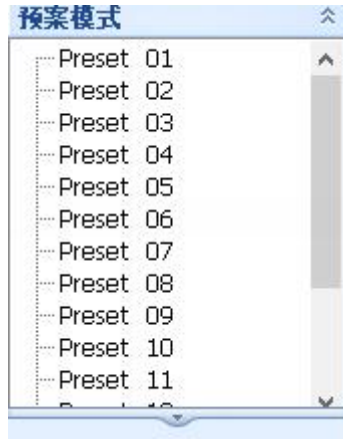 预案模式
Preset 01
Preset 02
Preset 03
Preset 04
Preset 05
Preset 06
Preset 07
Preset 08
Preset 09
Preset 10
Preset 11